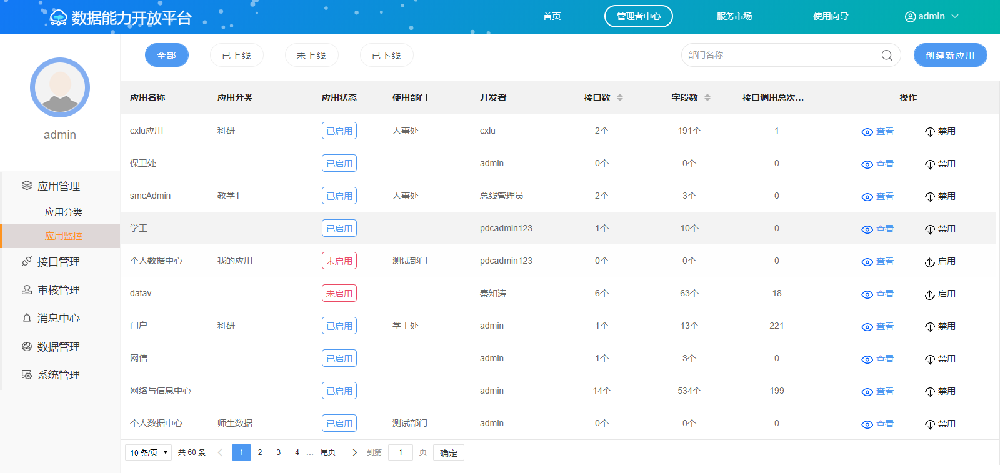 数据能力开放平台 首页 管理者中心 服务市场 使用向导 admin
全部 已上线 未上线 已下线 部门名称 创建新应用
admin
应用管理
应用分类
应用监控
接口管理
审核管理
消息中心
数据管理
系统管理
应用名称 应用分类 应用状态 使用部门 开发者 接口数 字段数 接口调用总次... 操作
cxlu应用 科研 已启用 人事处 cxlu 2个 191个 1 查看 禁用
保卫处 已启用 admin 0个 0个 0 查看 禁用
smcAdmin 教学1 已启用 人事处 总线管理员 2个 3个 0 查看 禁用
学工 已启用 pdcadmin123 1个 10个 0 查看 禁用
个人数据中心 我的应用 未启用 测试部门 pdcadmin123 0个 0个 0 查看 启用
datav 未启用 秦知涛 6个 63个 18 查看 启用
门户 科研 已启用 学工处 admin 1个 13个 221 查看 禁用
网信 已启用 admin 1个 3个 0 查看 禁用
网络与信息中心 已启用 admin 14个 534个 199 查看 禁用
个人数据中心 师生数据 已启用 测试部门 admin 0个 0个 0 查看 禁用
10 条/页 共 60 条 1 2 3 4 ... 尾页 到第 1 页 确定